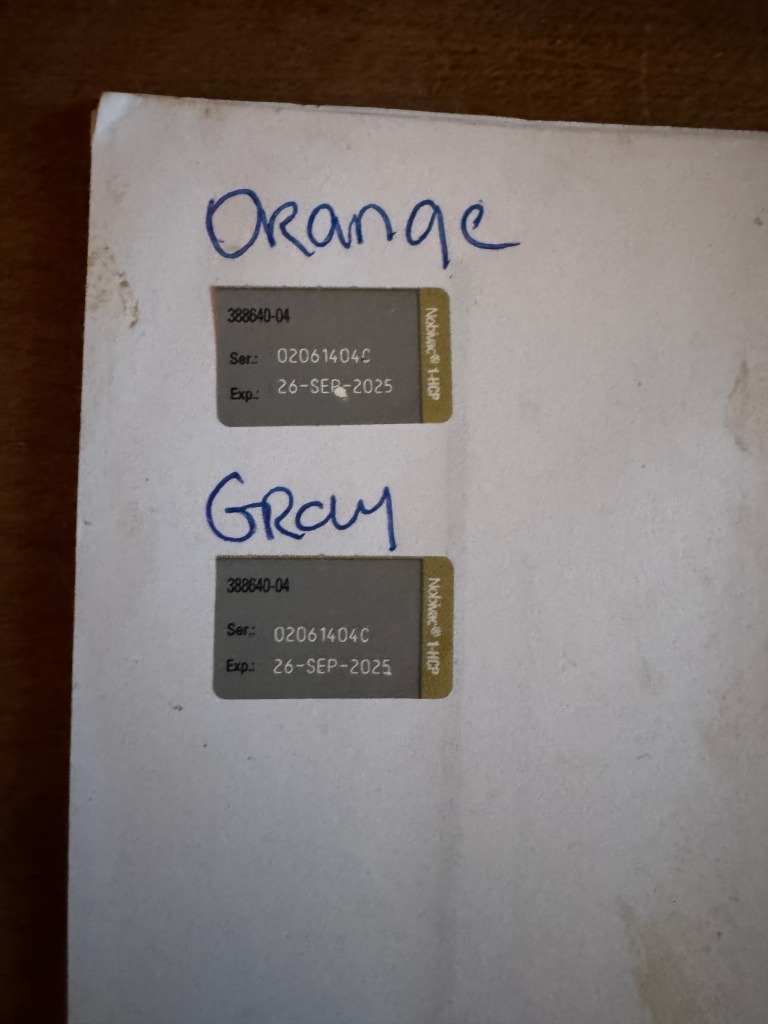 Orange
388640-04
Ser.: 02061404C
Exp.: 26-SEP-2025
Nobivac® 1-HCP
Gray
388640-04
Ser.: 02061404C
Exp.: 26-SEP-2025
Nobivac® 1-HCP